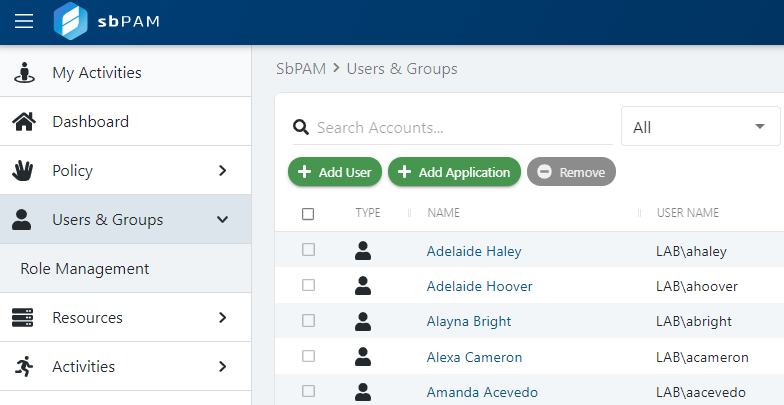 sbPAM
My Activities
Dashboard
Policy
Users & Groups
Role Management
Resources
Activities
SbPAM > Users & Groups
Search Accounts...
All
Add User
Add Application
Remove
TYPE NAME USER NAME
Adelaide Haley LAB\ahaley
Adelaide Hoover LAB\ahoover
Alayna Bright LAB\abright
Alexa Cameron LAB\acameron
Amanda Acevedo LAB\aacevedo